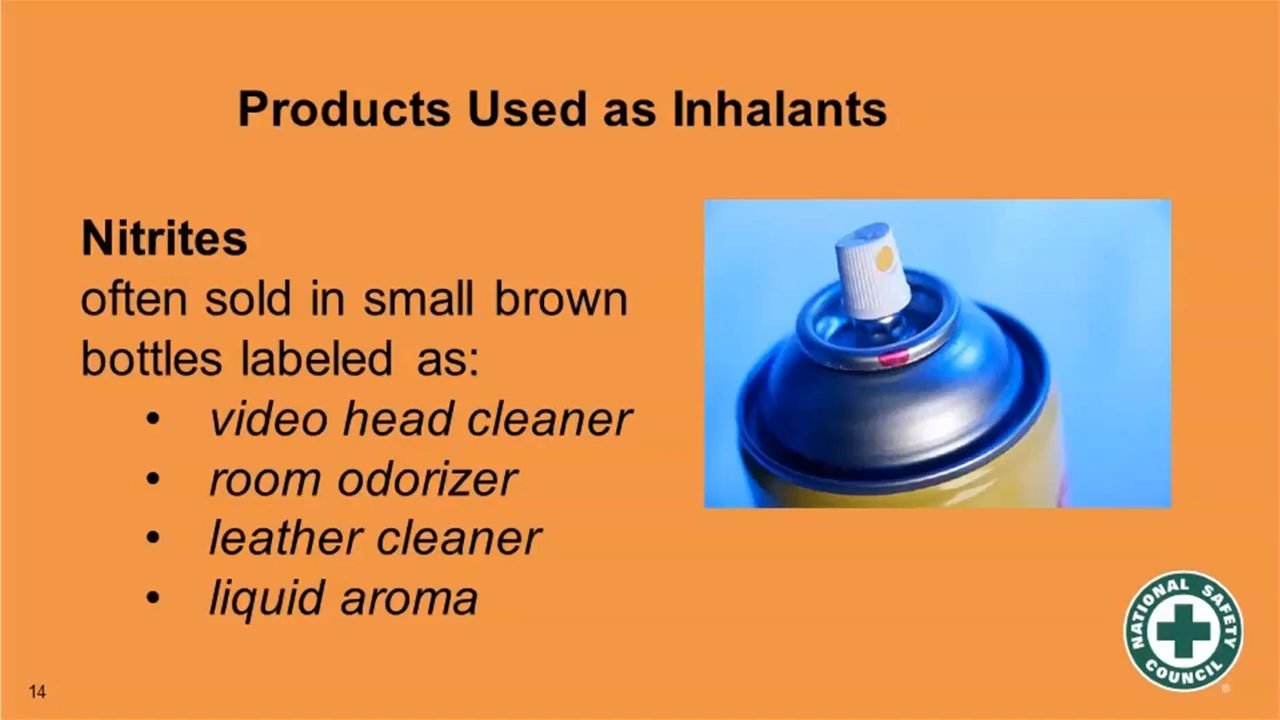 Products Used as Inhalants
Nitrites
often sold in small brown
bottles labeled as:
• video head cleaner
• room odorizer
• leather cleaner
• liquid aroma
NATIONAL SAFETY
COUNCIL
®
14